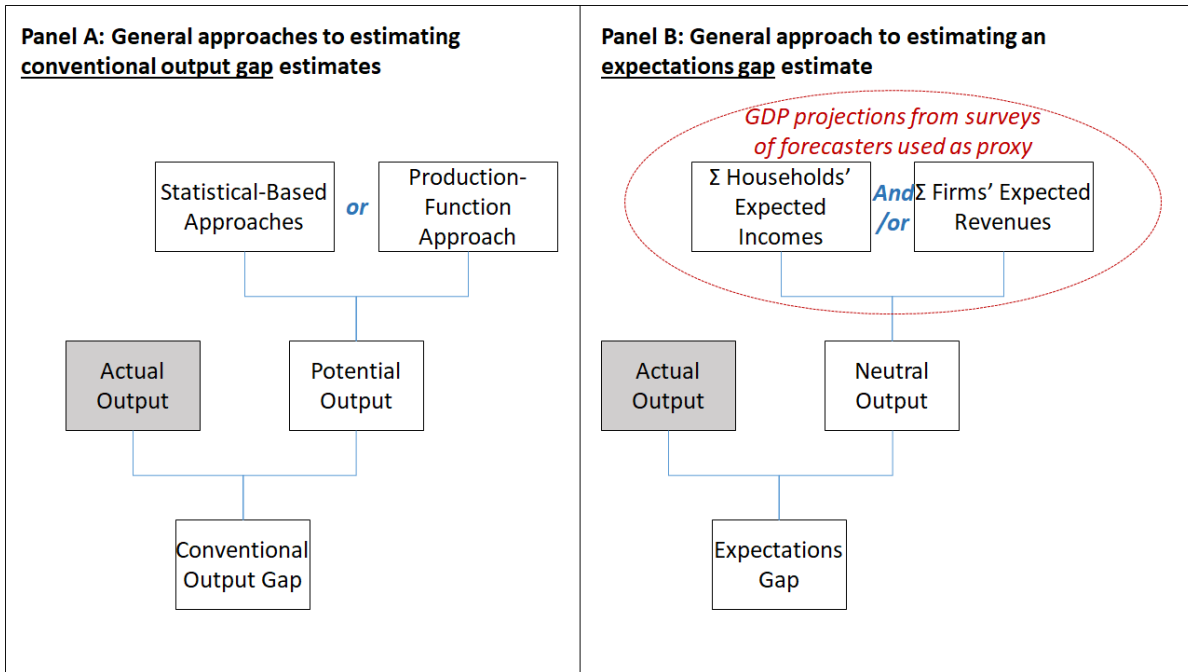 Panel A: General approaches to estimating
conventional output gap estimates
Statistical-Based
Approaches
or
Production-
Function
Approach
Actual
Output
Potential
Output
Conventional
Output Gap
Panel B: General approach to estimating an
expectations gap estimate
GDP projections from surveys
of forecasters used as proxy
Σ Households’
Expected
Incomes
And
/or
Σ Firms’ Expected
Revenues
Actual
Output
Neutral
Output
Expectations
Gap